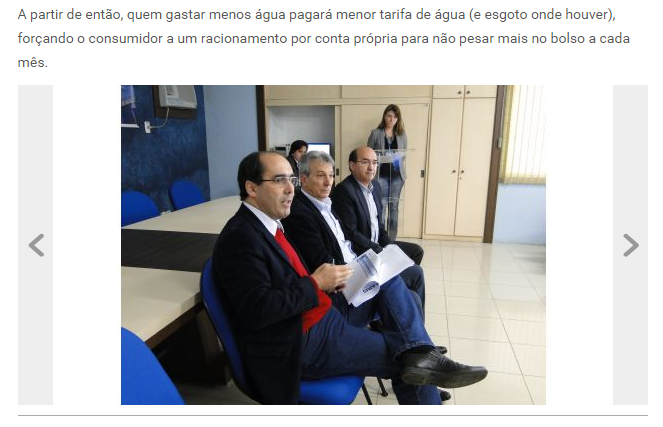 A partir de então, quem gastar menos água pagará menor tarifa de água (e esgoto onde houver),
forçando o consumidor a um racionamento por conta própria para não pesar mais no bolso a cada
mês.